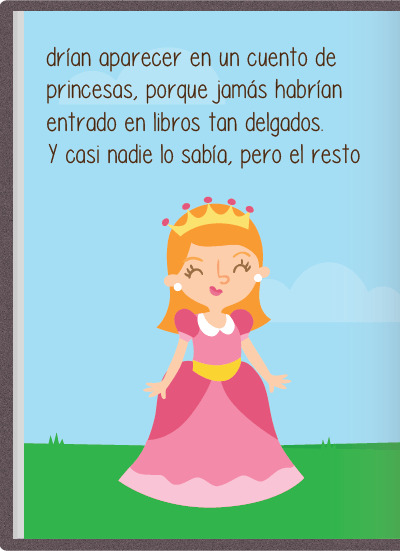 drían aparecer en un cuento de
princesas, porque jamás habrían
entrado en libros tan delgados.
Y casi nadie lo sabía, pero el resto